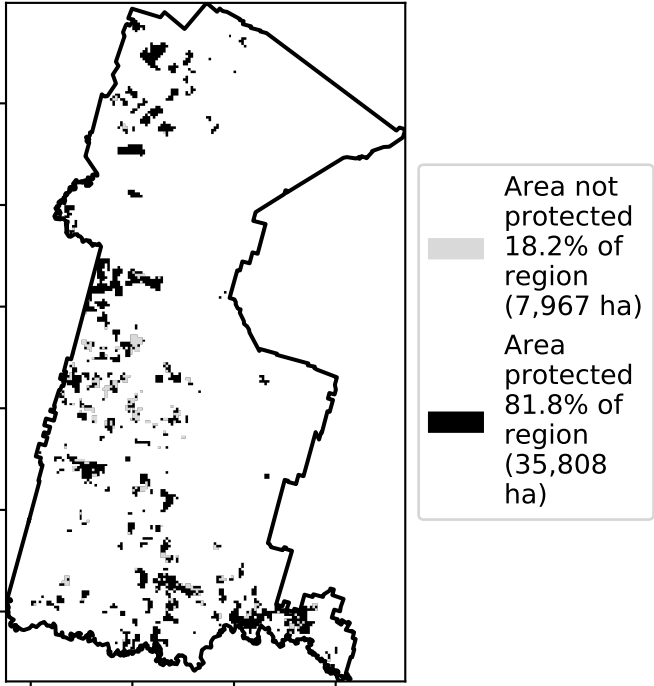 Area not
protected
18.2% of
region
(7,967 ha)
Area
protected
81.8% of
region
(35,808
ha)